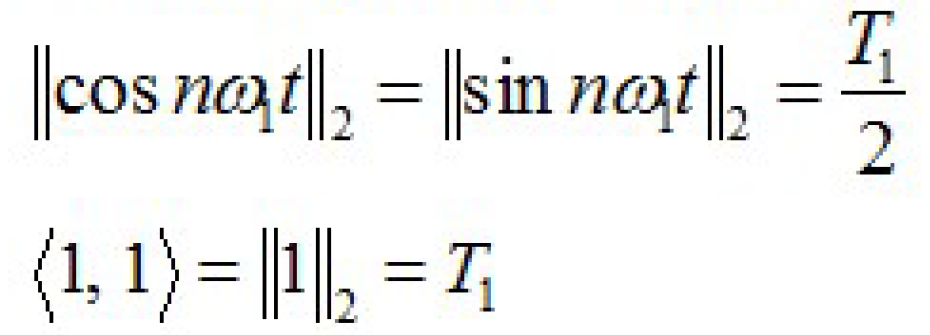 ‖cos nω₁t‖₂ = ‖sin nω₁t‖₂ = T₁/2
⟨1, 1⟩ = ‖1‖₂ = T₁